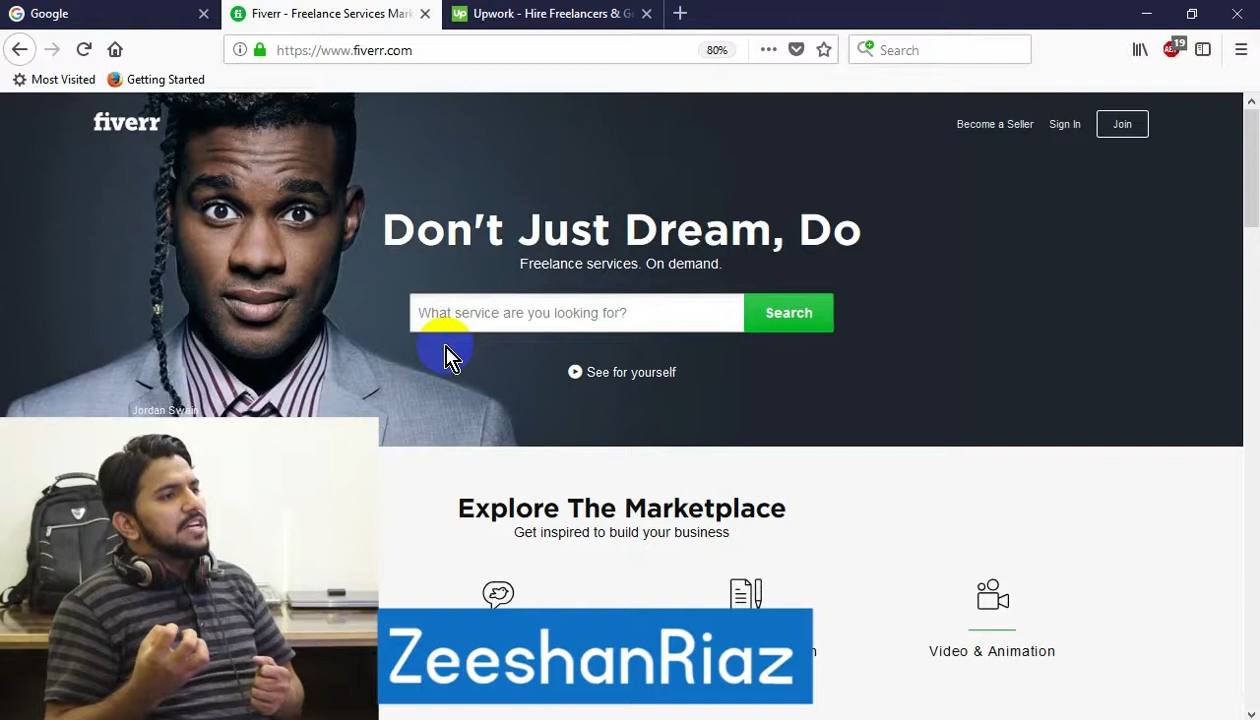 Google
Fiverr - Freelance Services Mark
Upwork - Hire Freelancers & G
https://www.fiverr.com
80%
Search
19
Most Visited
Getting Started
fiverr
Become a Seller
Sign In
Join
Don't Just Dream, Do
Freelance services. On demand.
What service are you looking for?
Search
See for yourself
Jordan Swain
Explore The Marketplace
Get inspired to build your business
Video & Animation
ZeeshanRiaz